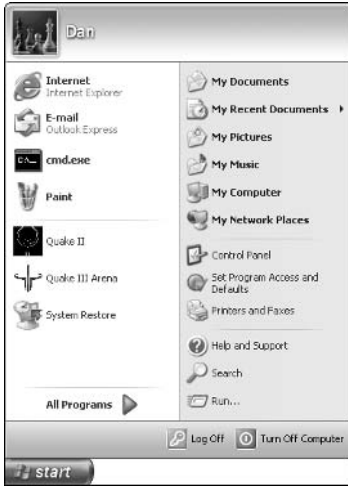 Dan
Internet
Internet Explorer
E-mail
Outlook Express
cmd.exe
Paint
Quake II
Quake III Arena
System Restore
All Programs
My Documents
My Recent Documents
My Pictures
My Music
My Computer
My Network Places
Control Panel
Set Program Access and
Defaults
Printers and Faxes
Help and Support
Search
Run...
Log Off
Turn Off Computer
start